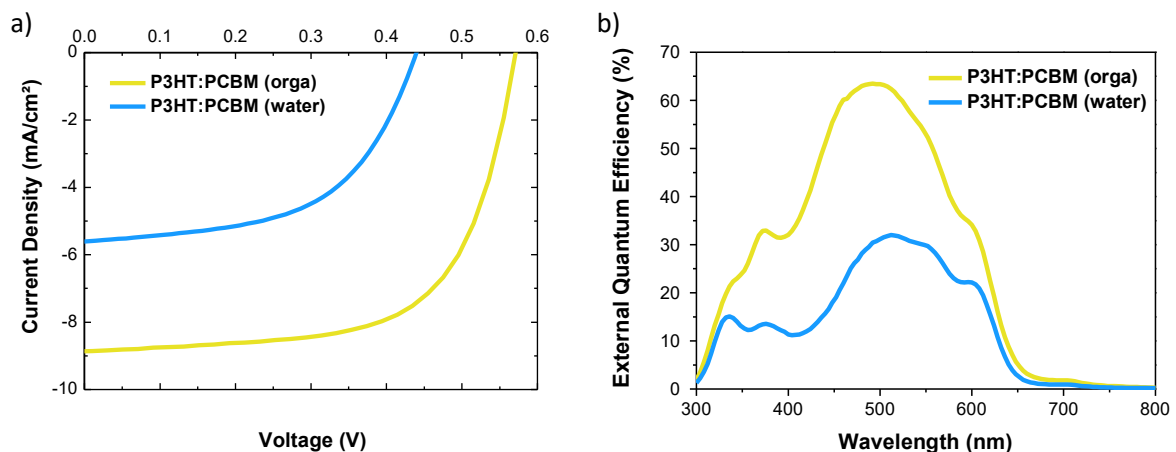 a)
0.0 0.1 0.2 0.3 0.4 0.5 0.6
0
-2
-4
-6
-8
-10
P3HT:PCBM (orga)
P3HT:PCBM (water)
Current Density (mA/cm²)
Voltage (V)
b)
70
60
50
40
30
20
10
0
P3HT:PCBM (orga)
P3HT:PCBM (water)
External Quantum Efficiency (%)
300 400 500 600 700 800
Wavelength (nm)